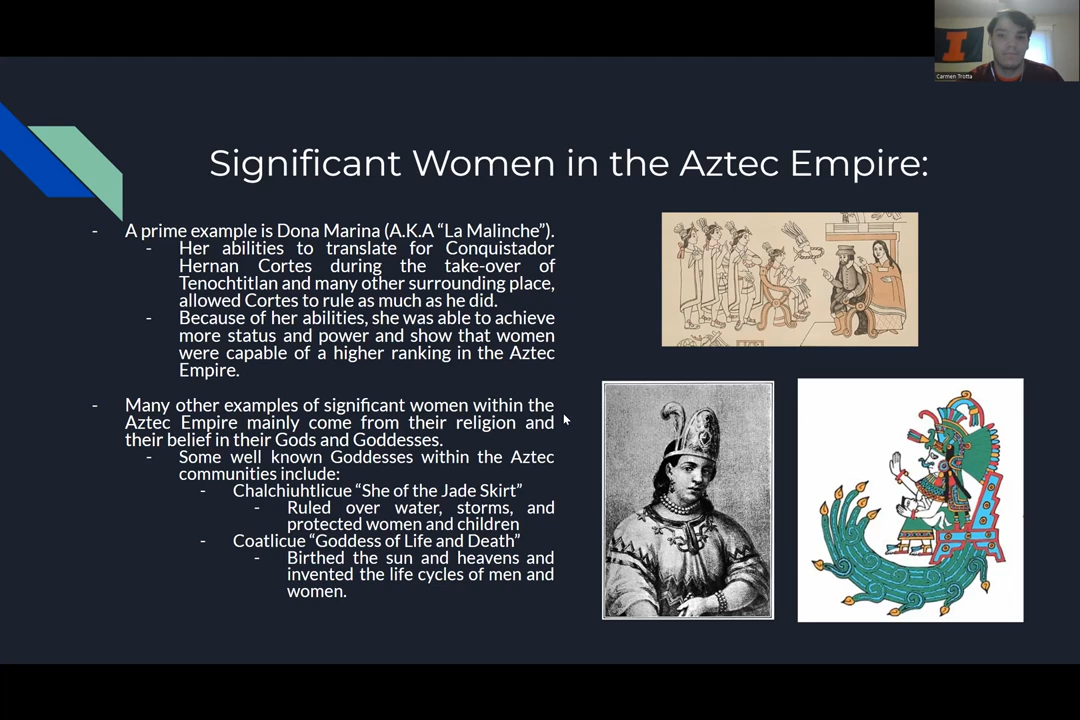 I
Carmen Trotta
Significant Women in the Aztec Empire:
- A prime example is Dona Marina (A.K.A “La Malinche”).
- Her abilities to translate for Conquistador
Hernan Cortes during the take-over of
Tenochtitlan and many other surrounding place,
allowed Cortes to rule as much as he did.
- Because of her abilities, she was able to achieve
more status and power and show that women
were capable of a higher ranking in the Aztec
Empire.
- Many other examples of significant women within the
Aztec Empire mainly come from their religion and
their belief in their Gods and Goddesses.
- Some well known Goddesses within the Aztec
communities include:
- Chalchiuhtlicue “She of the Jade Skirt”
- Ruled over water, storms, and
protected women and children
- Coatlicue “Goddess of Life and Death”
- Birthed the sun and heavens and
invented the life cycles of men and
women.